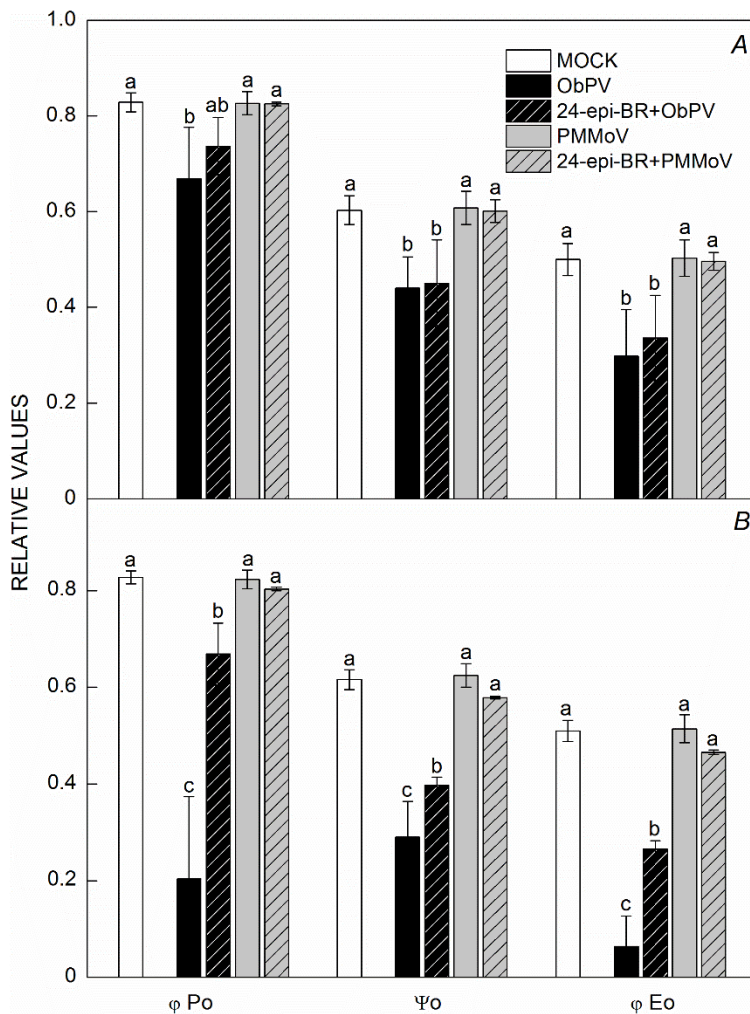 RELATIVE VALUES
A
1.0
0.8
0.6
0.4
0.2
0
MOCK
ObPV
24-epi-BR+ObPV
PMMoV
24-epi-BR+PMMoV
a b ab a a
a b b a a
a b b a a
B
0.8
0.6
0.4
0.2
0
a c b a a
a c b a a
a c b a a
φ Po Ψo φ Eo